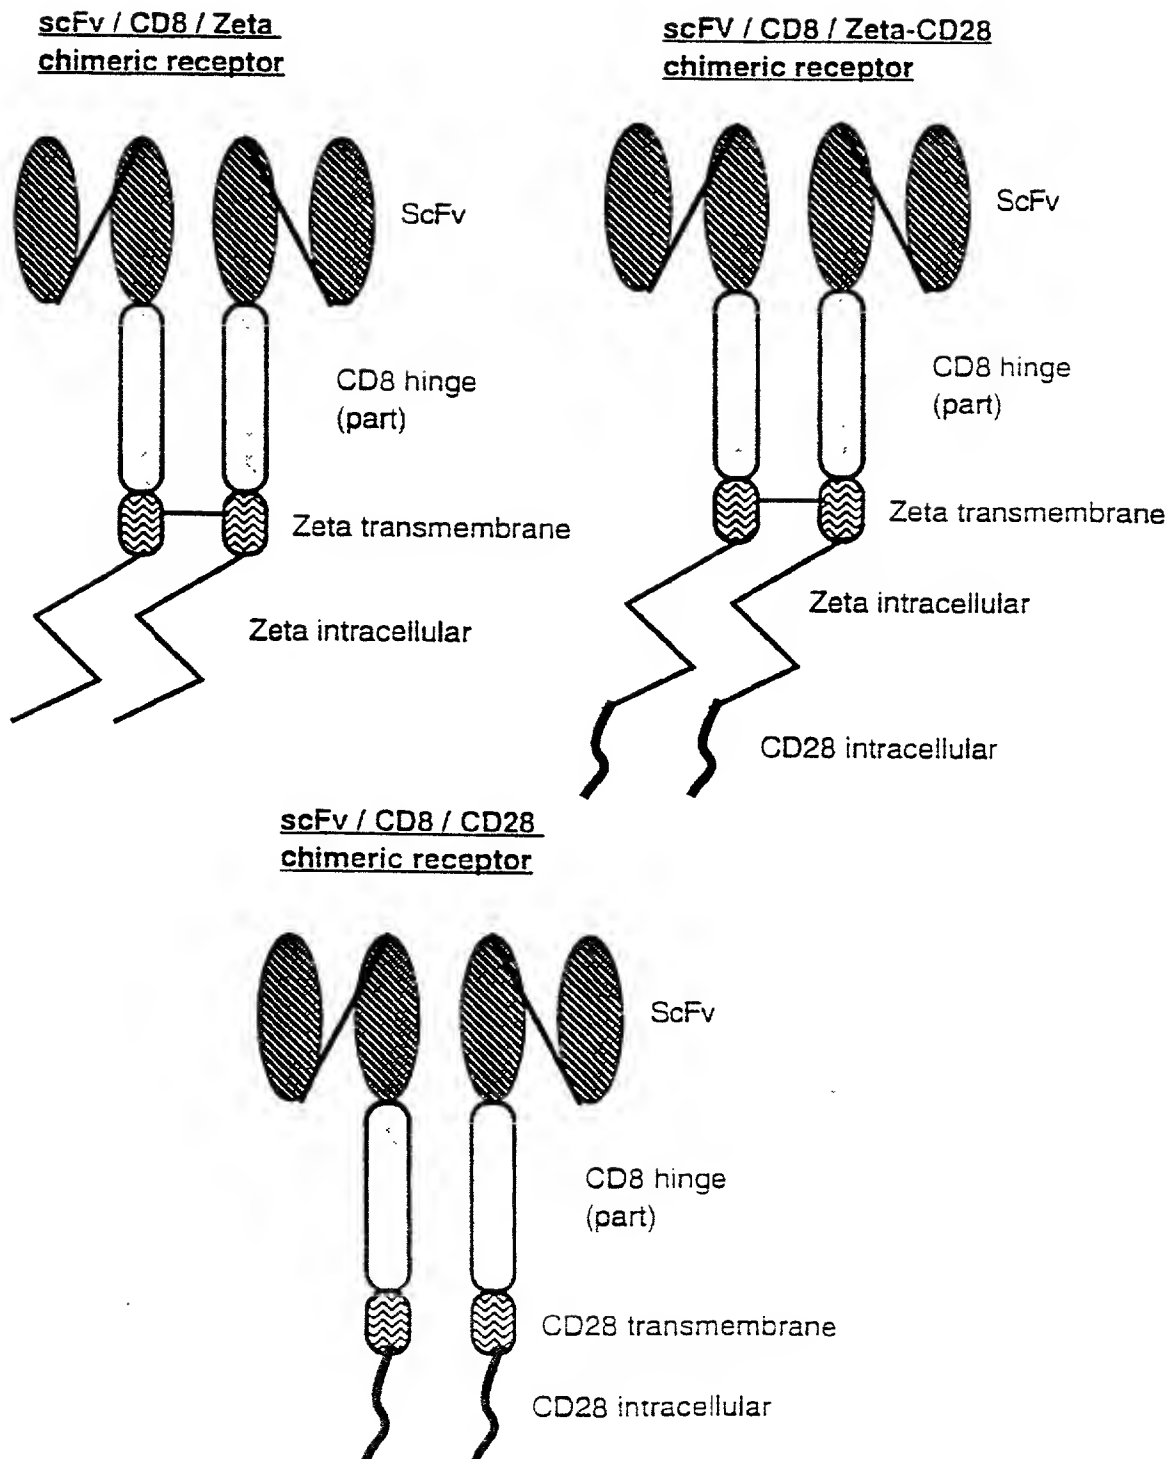 scFv / CD8 / Zeta
chimeric receptor
ScFv
CD8 hinge
(part)
Zeta transmembrane
Zeta intracellular
scFV / CD8 / Zeta-CD28
chimeric receptor
ScFv
CD8 hinge
(part)
Zeta transmembrane
Zeta intracellular
CD28 intracellular
scFv / CD8 / CD28
chimeric receptor
ScFv
CD8 hinge
(part)
CD28 transmembrane
CD28 intracellular